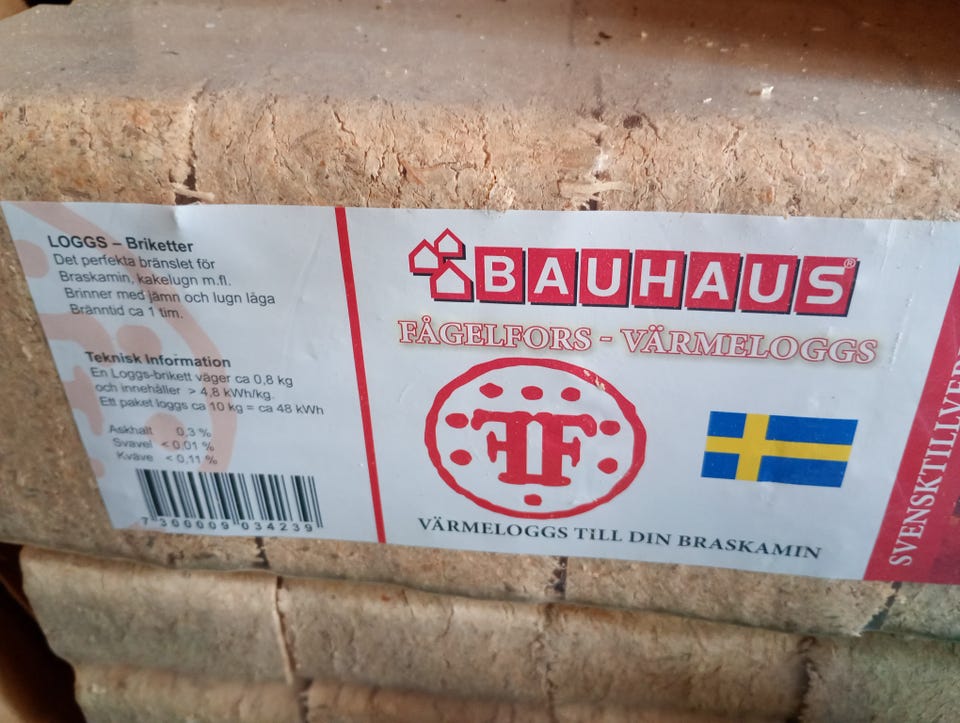 LOGGS – Briketter
Det perfekta bränslet för
Braskamin, kakelugn m.fl.
Brinner med jämn och lugn låga
Bränntid ca 1 tim.
Teknisk Information
En Loggs-brikett väger ca 0,8 kg
och innehåller > 4,8 kWh/kg.
Ett paket loggs ca 10 kg = ca 48 kWh
Askhalt 0,3 %
Svavel < 0,01 %
Kväve < 0,11 %
7 300009 034239
BAUHAUS®
FÅGELFORS - VÄRMELOGGS
FF
VÄRMELOGGS TiLL DIN BRASKAMIN